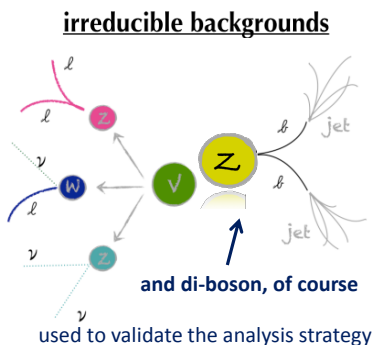 irreducible backgrounds
ℓ
ℓ
Z
b
jet
ν
W
V
Z
ℓ
b
ν
Z
jet
ν
and di-boson, of course
used to validate the analysis strategy